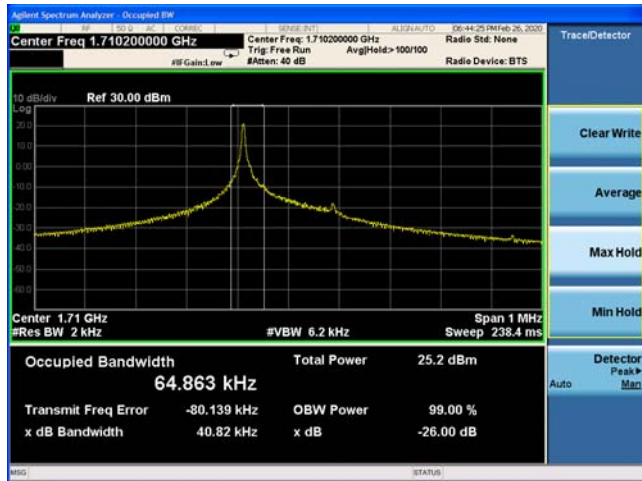 Agilent Spectrum Analyzer - Occupied BW
RF 50 Ω AC CORREC SENSE:INT ALIGNAUTO 06:44:25 PM Feb 26, 2020
Center Freq 1.710200000 GHz
Center Freq: 1.710200000 GHz
Radio Std: None
Trig: Free Run Avg|Hold:>100/100
#IFGain:Low #Atten: 40 dB Radio Device: BTS
10 dB/div Ref 30.00 dBm
Log
20.0
10.0
0.00
-10.0
-20.0
-30.0
-40.0
-50.0
-60.0
Center 1.71 GHz Span 1 MHz
#Res BW 2 kHz #VBW 6.2 kHz Sweep 238.4 ms
Occupied Bandwidth Total Power 25.2 dBm
64.863 kHz
Transmit Freq Error -80.139 kHz OBW Power 99.00 %
x dB Bandwidth 40.82 kHz x dB -26.00 dB
MSG STATUS
Trace/Detector
Clear Write
Average
Max Hold
Min Hold
Detector
Peak▶
Auto Man